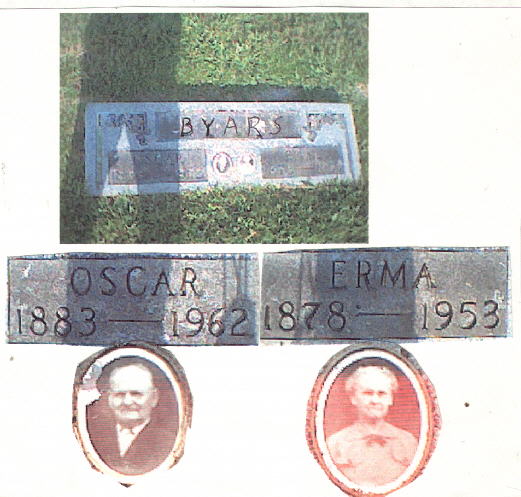 BYARS
OSCAR
1883 — 1962
ERMA
1878 — 1953